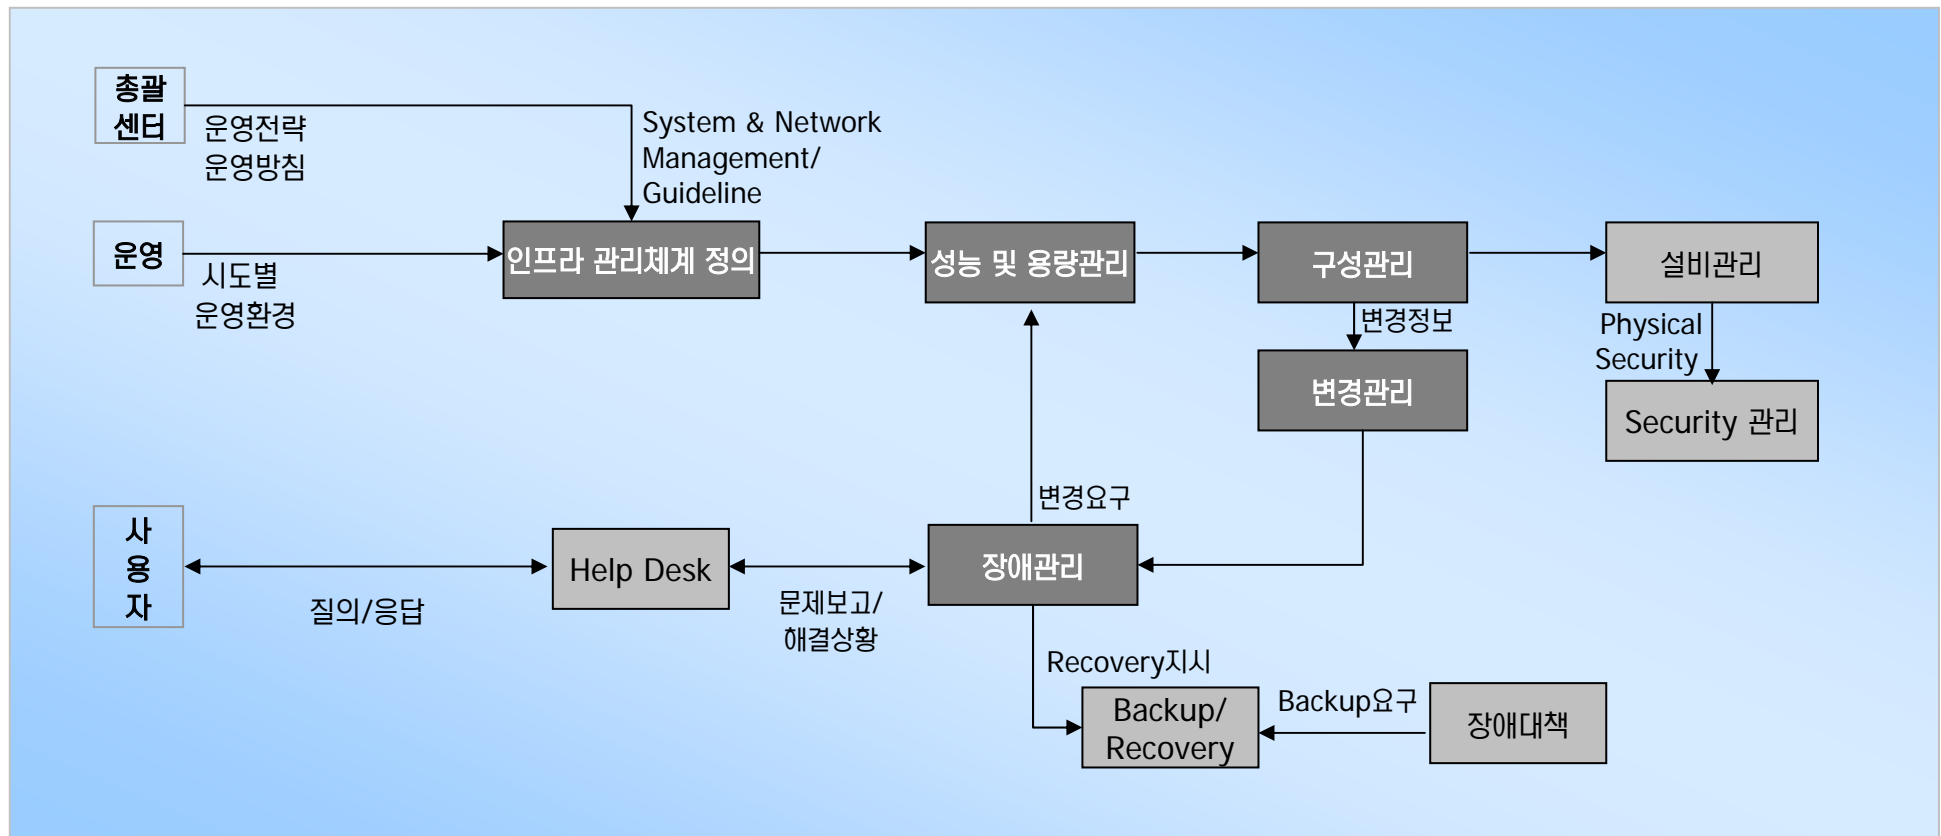 총괄
센터
운영전략
운영방침
System & Network
Management/
Guideline
운영
시도별
운영환경
인프라 관리체계 정의
성능 및 용량관리
구성관리
설비관리
변경정보
Physical
Security
변경관리
Security 관리
변경요구
사
용
자
질의/응답
Help Desk
문제보고/
해결상황
장애관리
Recovery지시
Backup/
Recovery
Backup요구
장애대책